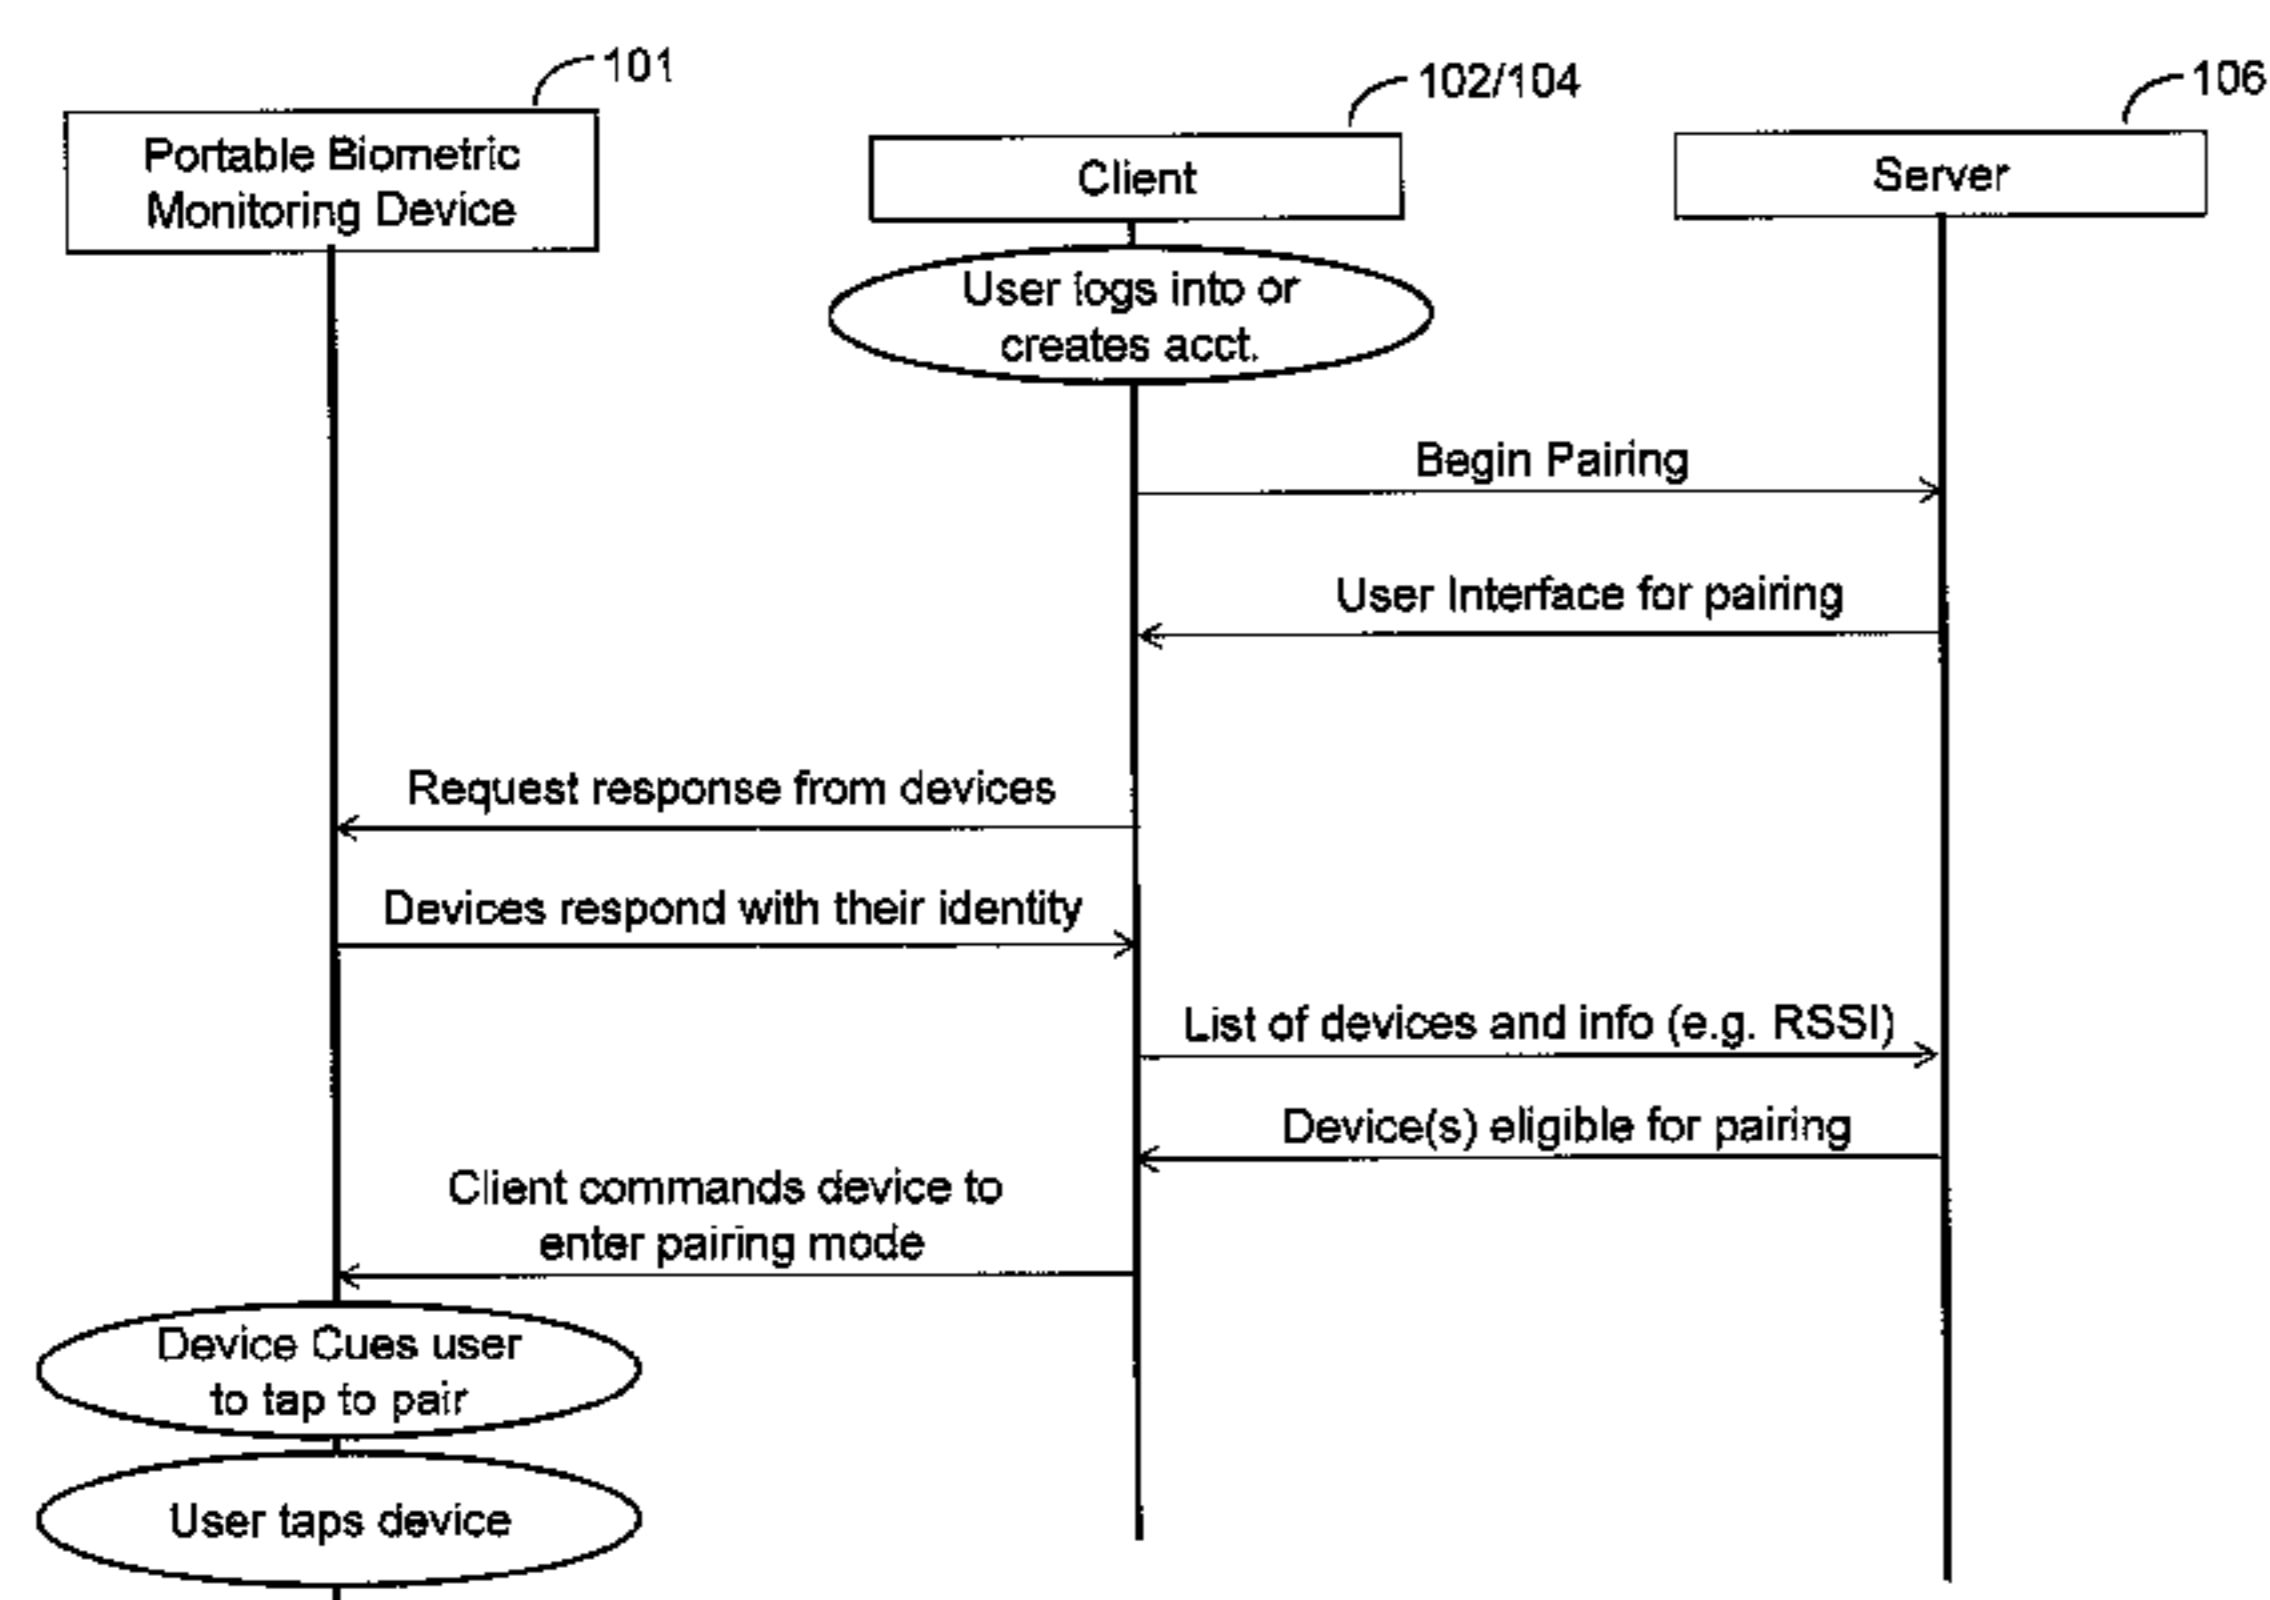 101
102/104
106
Portable Biometric
Monitoring Device
Client
Server
User logs into or
creates acct.
Begin Pairing
User Interface for pairing
Request response from devices
Devices respond with their identity
List of devices and info (e.g. RSSI)
Device(s) eligible for pairing
Client commands device to
enter pairing mode
Device Cues user
to tap to pair
User taps device